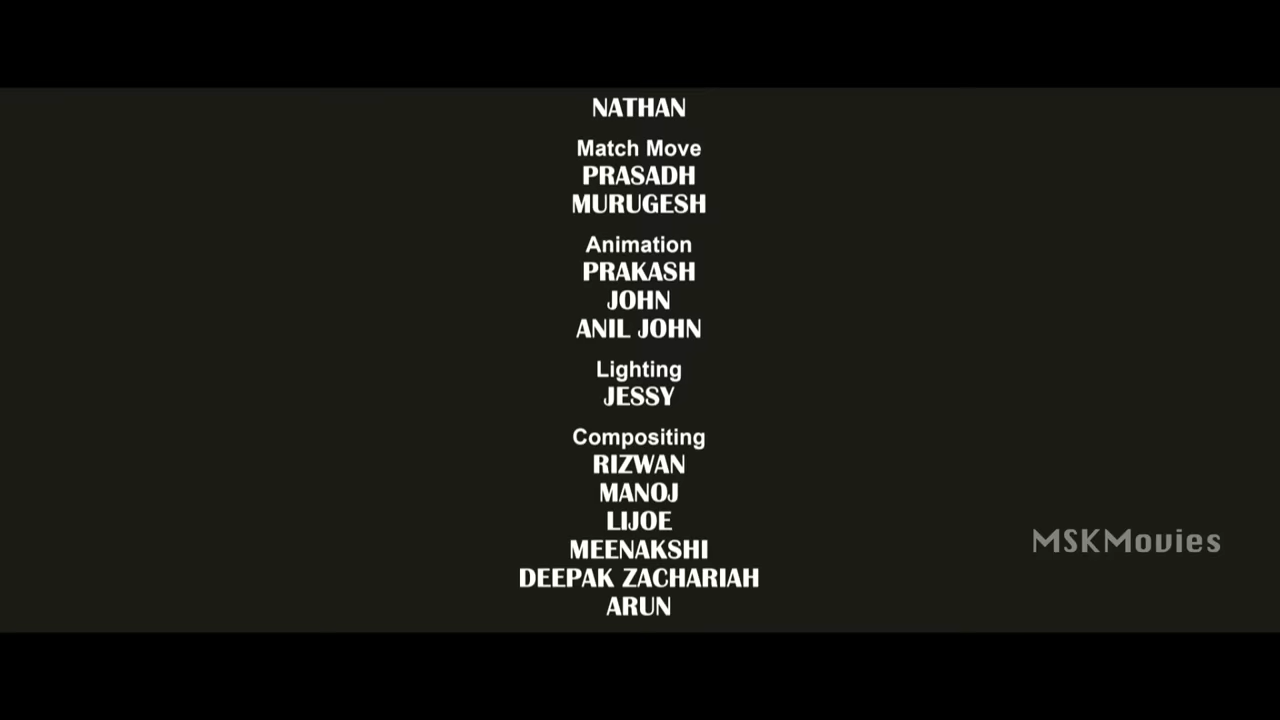 NATHAN
Match Move
PRASADH
MURUGESH
Animation
PRAKASH
JOHN
ANIL JOHN
Lighting
JESSY
Compositing
RIZWAN
MANOJ
LIJOE
MEENAKSHI
DEEPAK ZACHARIAH
ARUN
MSKMovies